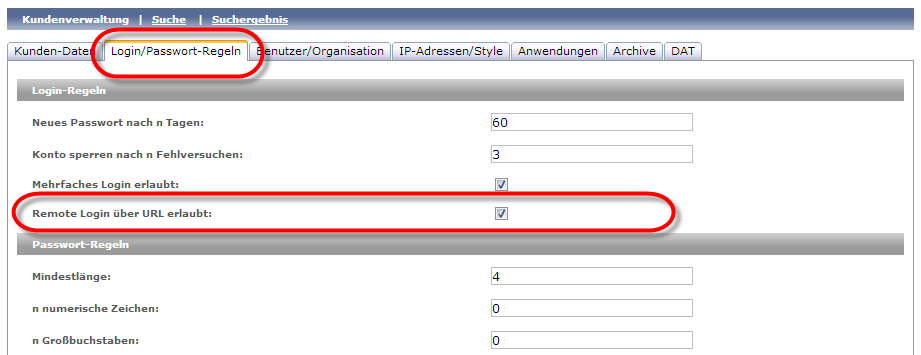 Kundenverwaltung | Suche | Suchergebnis
Kunden-Daten Login/Passwort-Regeln Benutzer/Organisation IP-Adressen/Style Anwendungen Archive DAT
Login-Regeln
Neues Passwort nach n Tagen: 60
Konto sperren nach n Fehlversuchen: 3
Mehrfaches Login erlaubt:
Remote Login über URL erlaubt:
Passwort-Regeln
Mindestlänge: 4
n numerische Zeichen: 0
n Großbuchstaben: 0